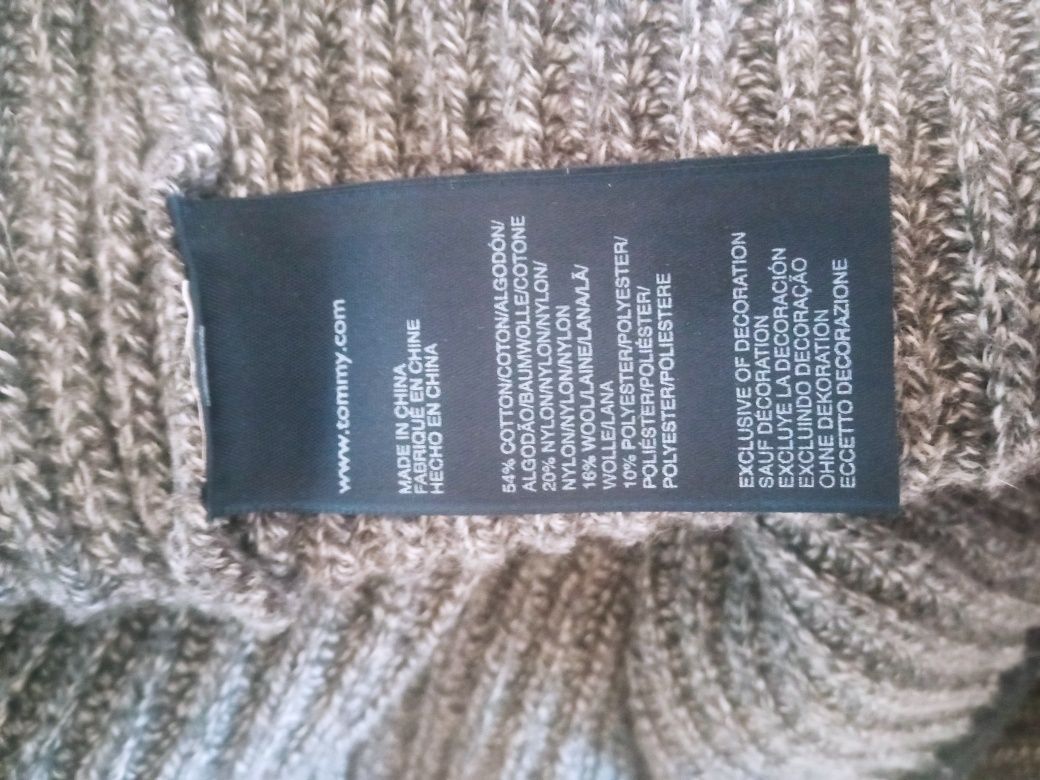 www.tommy.com
MADE IN CHINA
FABRIQUÉ EN CHINE
HECHO EN CHINA
54% COTTON/COTON/ALGODÓN/
ALGODÃO/BAUMWOLLE/COTONE
20% NYLON/NYLON/NYLON/
NYLON/NYLON/NYLON
16% WOOL/LAINE/LANA/LÃ/
WOLLE/LANA
10% POLYESTER/POLYESTER/
POLIÉSTER/POLIÉSTER/
POLYESTER/POLIESTERE
EXCLUSIVE OF DECORATION
SAUF DÉCORATION
EXCLUYE LA DECORACIÓN
EXCLUINDO DECORAÇÃO
OHNE DEKORATION
ECCETTO DECORAZIONE